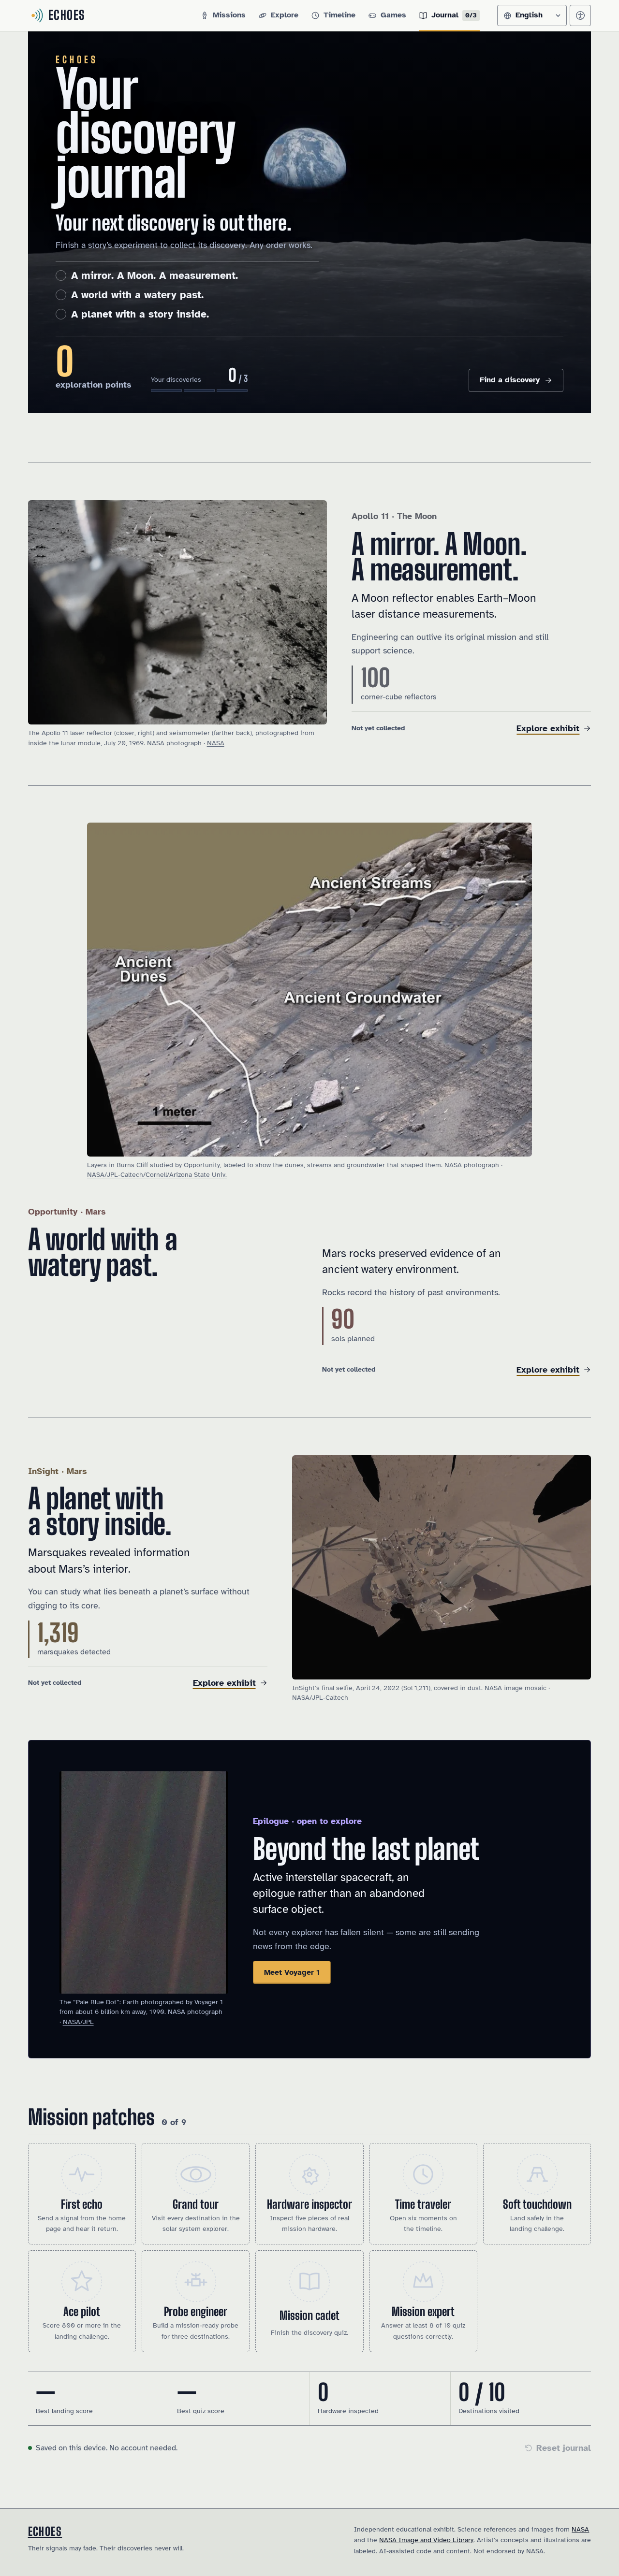 ECHOES
Missions
Explore
Timeline
Games
Journal 0/3
English
ECHOES
Your
discovery
journal
Your next discovery is out there.
Finish a story's experiment to collect its discovery. Any order works.
A mirror. A Moon. A measurement.
A world with a watery past.
A planet with a story inside.
0
exploration points
Your discoveries
0 / 3
Find a discovery →
Apollo 11 · The Moon
A mirror. A Moon.
A measurement.
A Moon reflector enables Earth–Moon
laser distance measurements.
Engineering can outlive its original mission and still
support science.
100
corner-cube reflectors
Not yet collected
Explore exhibit →
The Apollo 11 laser reflector (closer, right) and seismometer (farther back), photographed from
inside the lunar module, July 20, 1969. NASA photograph · NASA
Ancient Streams
Ancient
Dunes
Ancient Groundwater
1 meter
Layers in Burns Cliff studied by Opportunity, labeled to show the dunes, streams and groundwater that shaped them. NASA photograph ·
NASA/JPL-Caltech/Cornell/Arizona State Univ.
Opportunity · Mars
A world with a
watery past.
Mars rocks preserved evidence of an
ancient watery environment.
Rocks record the history of past environments.
90
sols planned
Not yet collected
Explore exhibit →
InSight · Mars
A planet with
a story inside.
Marsquakes revealed information
about Mars's interior.
You can study what lies beneath a planet's surface without
digging to its core.
1,319
marsquakes detected
Not yet collected
Explore exhibit →
InSight's final selfie, April 24, 2022 (Sol 1,211), covered in dust. NASA image mosaic ·
NASA/JPL-Caltech
Epilogue · open to explore
Beyond the last planet
Active interstellar spacecraft, an
epilogue rather than an abandoned
surface object.
Not every explorer has fallen silent — some are still sending
news from the edge.
Meet Voyager 1
The "Pale Blue Dot": Earth photographed by Voyager 1
from about 6 billion km away, 1990. NASA photograph
· NASA/JPL
Mission patches 0 of 9
First echo
Send a signal from the home
page and hear it return.
Grand tour
Visit every destination in the
solar system explorer.
Hardware inspector
Inspect five pieces of real
mission hardware.
Time traveler
Open six moments on
the timeline.
Soft touchdown
Land safely in the
landing challenge.
Ace pilot
Score 800 or more in the
landing challenge.
Probe engineer
Build a mission-ready probe
for three destinations.
Mission cadet
Finish the discovery quiz.
Mission expert
Answer at least 8 of 10 quiz
questions correctly.
—
Best landing score
—
Best quiz score
0
Hardware inspected
0 / 10
Destinations visited
Saved on this device. No account needed.
Reset journal
ECHOES
Their signals may fade. Their discoveries never will.
Independent educational exhibit. Science references and images from NASA
and the NASA Image and Video Library. Artist's concepts and illustrations are
labeled. AI-assisted code and content. Not endorsed by NASA.